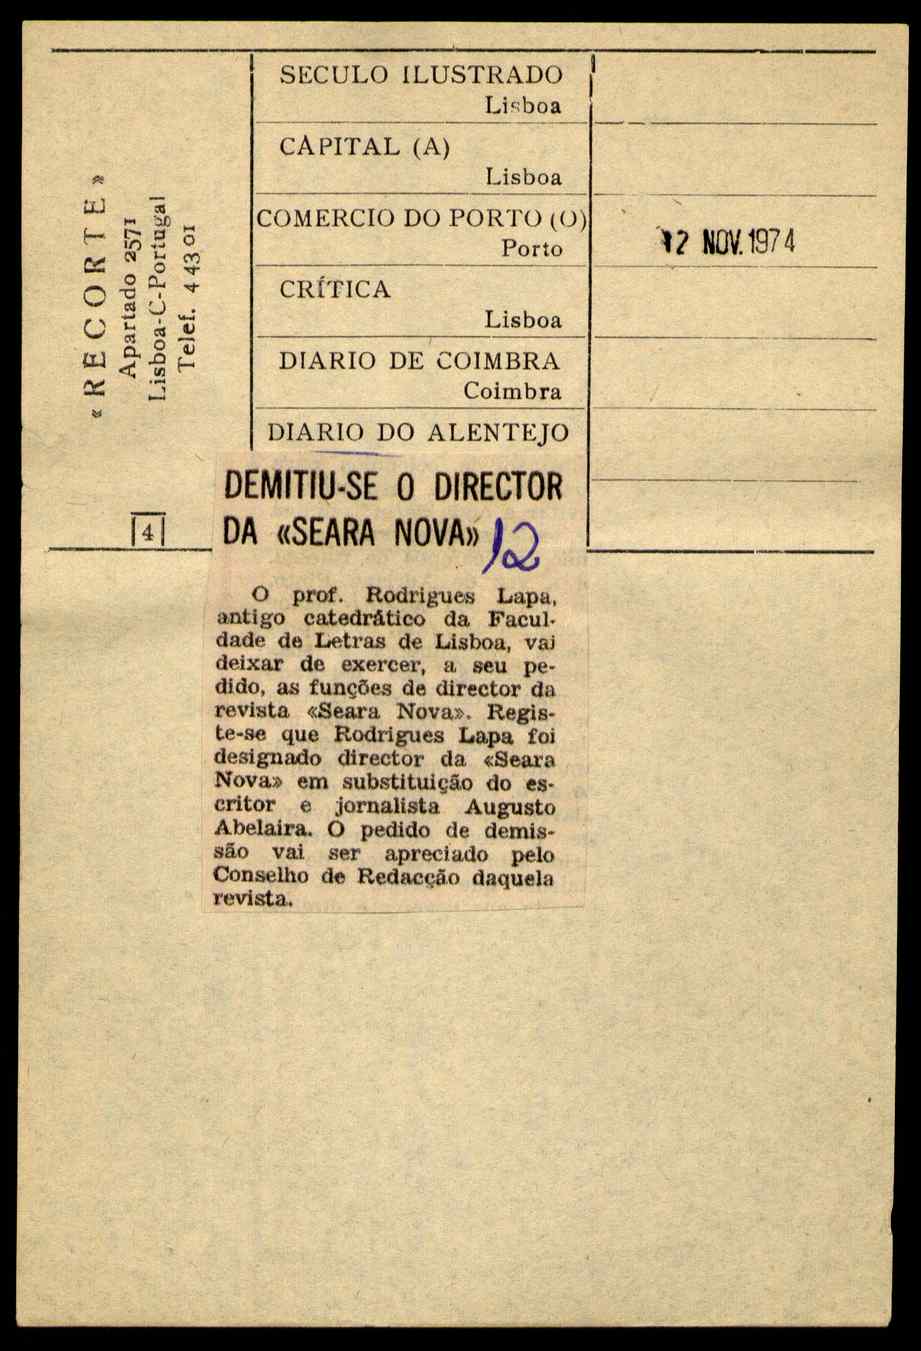 « RECORTE »
Apartado 2571
Lisboa-C-Portugal
Telef. 4 43 01
4
SECULO ILUSTRADO
Lisboa
CAPITAL (A)
Lisboa
COMERCIO DO PORTO (O)
Porto
12 NOV. 1974
CRÍTICA
Lisboa
DIARIO DE COIMBRA
Coimbra
DIARIO DO ALENTEJO
DEMITIU-SE O DIRECTOR
DA «SEARA NOVA» 12
O prof. Rodrigues Lapa,
antigo catedrático da Facul-
dade de Letras de Lisboa, vai
deixar de exercer, a seu pe-
dido, as funções de director da
revista «Seara Nova». Regis-
te-se que Rodrigues Lapa foi
designado director da «Seara
Nova» em substituição do es-
critor e jornalista Augusto
Abelaira. O pedido de demis-
são vai ser apreciado pelo
Conselho de Redacção daquela
revista.